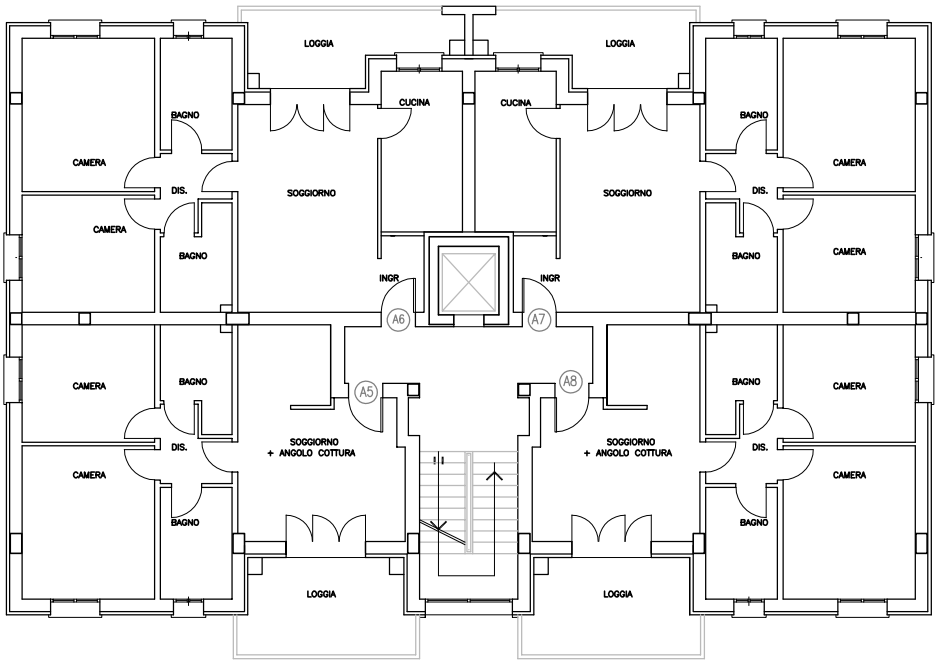 LOGGIA
LOGGIA
CUCINA
CUCINA
BAGNO
BAGNO
CAMERA
CAMERA
DIS.
SOGGIORNO
SOGGIORNO
DIS.
CAMERA
CAMERA
BAGNO
BAGNO
INGR
INGR
A6
A7
CAMERA
BAGNO
A5
A8
BAGNO
CAMERA
DIS.
SOGGIORNO
+ ANGOLO COTTURA
SOGGIORNO
+ ANGOLO COTTURA
DIS.
CAMERA
CAMERA
BAGNO
BAGNO
LOGGIA
LOGGIA